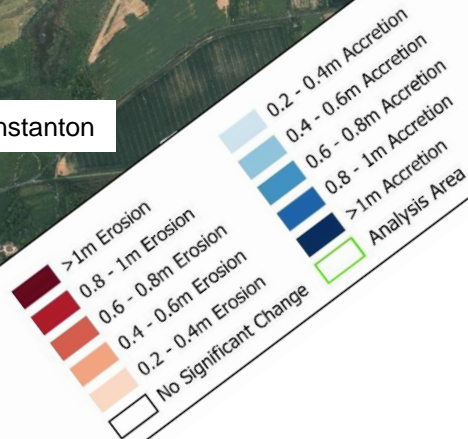 nstanton
>1m Erosion
0.8 - 1m Erosion
0.6 - 0.8m Erosion
0.4 - 0.6m Erosion
0.2 - 0.4m Erosion
No Significant Change
0.2 - 0.4m Accretion
0.4 - 0.6m Accretion
0.6 - 0.8m Accretion
0.8 - 1m Accretion
>1m Accretion
Analysis Area